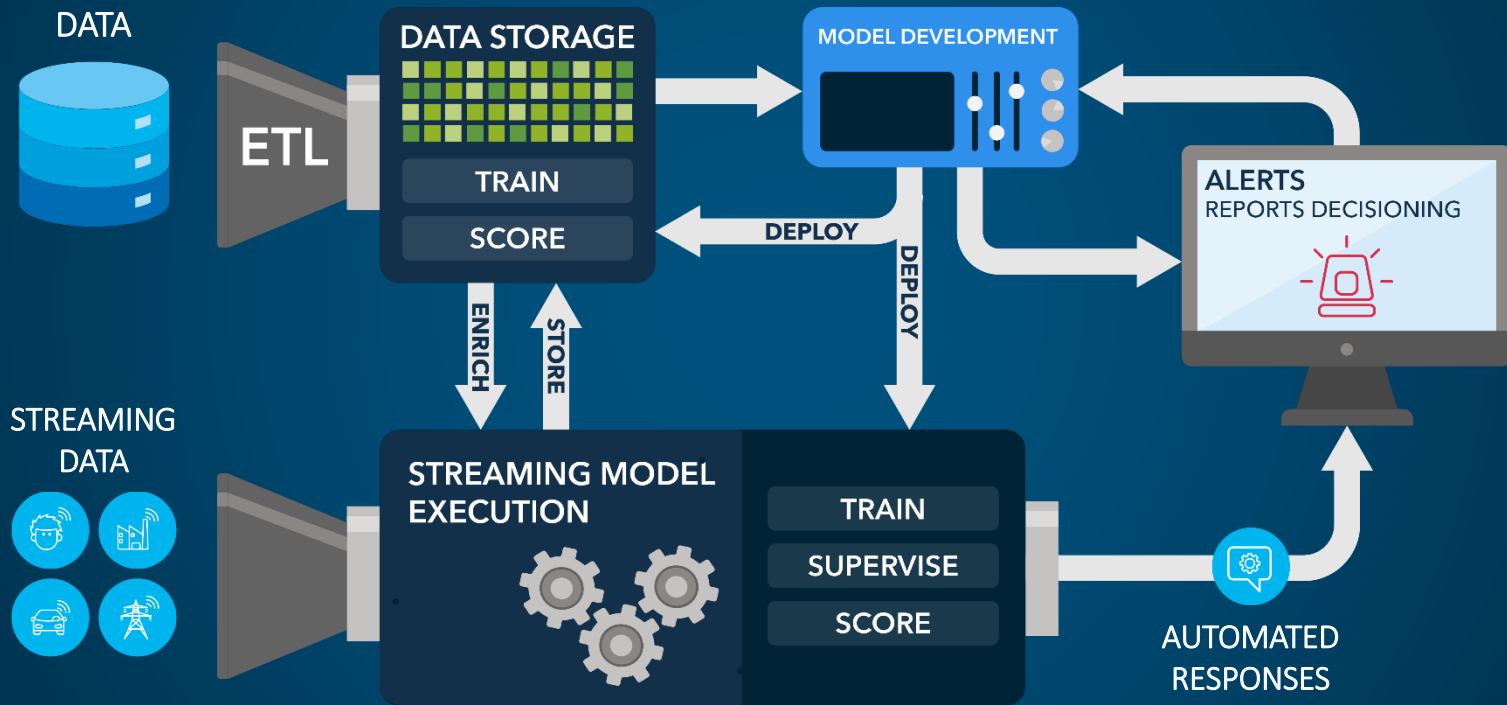 DATA
ETL
DATA STORAGE
TRAIN
SCORE
MODEL DEVELOPMENT
ALERTS
REPORTS DECISIONING
DEPLOY
DEPLOY
ENRICH
STORE
STREAMING
DATA
STREAMING MODEL
EXECUTION
TRAIN
SUPERVISE
SCORE
AUTOMATED
RESPONSES